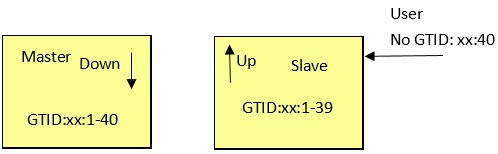 User
No GTID: xx:40
Master
Down
GTID:xx:1-40
Up
Slave
GTID:xx:1-39